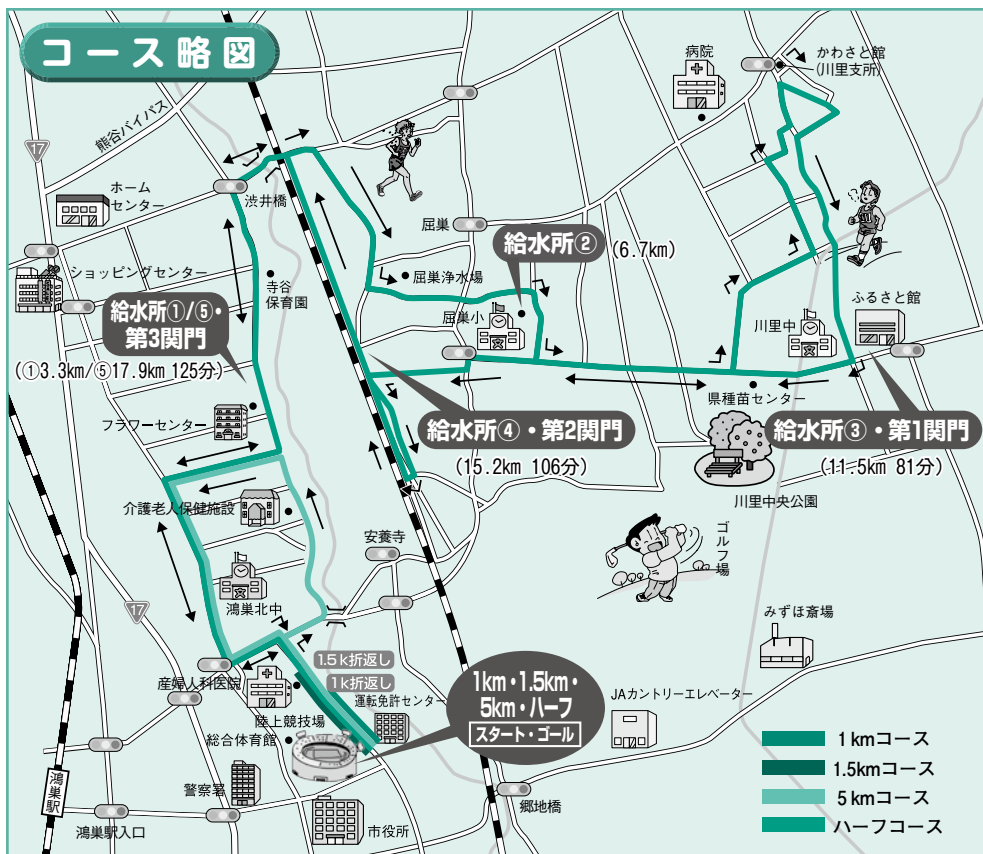 コース略図
病院
かわさと館
(川里支所)
熊谷バイパス
17
ホーム
センター
渋井橋
屈巣
給水所②
(6.7km)
ショッピングセンター
寺谷
保育園
屈巣浄水場
ふるさと館
給水所①/⑤・
第3関門
屈巣小
川里中
(①3.3km/⑤17.9km 125分)
県種苗センター
フラワーセンター
給水所④・第2関門
(15.2km 106分)
給水所③・第1関門
(11.5km 81分)
川里中央公園
介護老人保健施設
安養寺
ゴルフ場
鴻巣北中
17
みずほ斎場
1.5k折返し
1k折返し
産婦人科医院
運転免許センター
1km・1.5km・
5km・ハーフ
スタート・ゴール
JAカントリーエレベーター
陸上競技場
総合体育館
1kmコース
1.5kmコース
5kmコース
ハーフコース
鴻巣駅
警察署
郷地橋
鴻巣駅入口
市役所